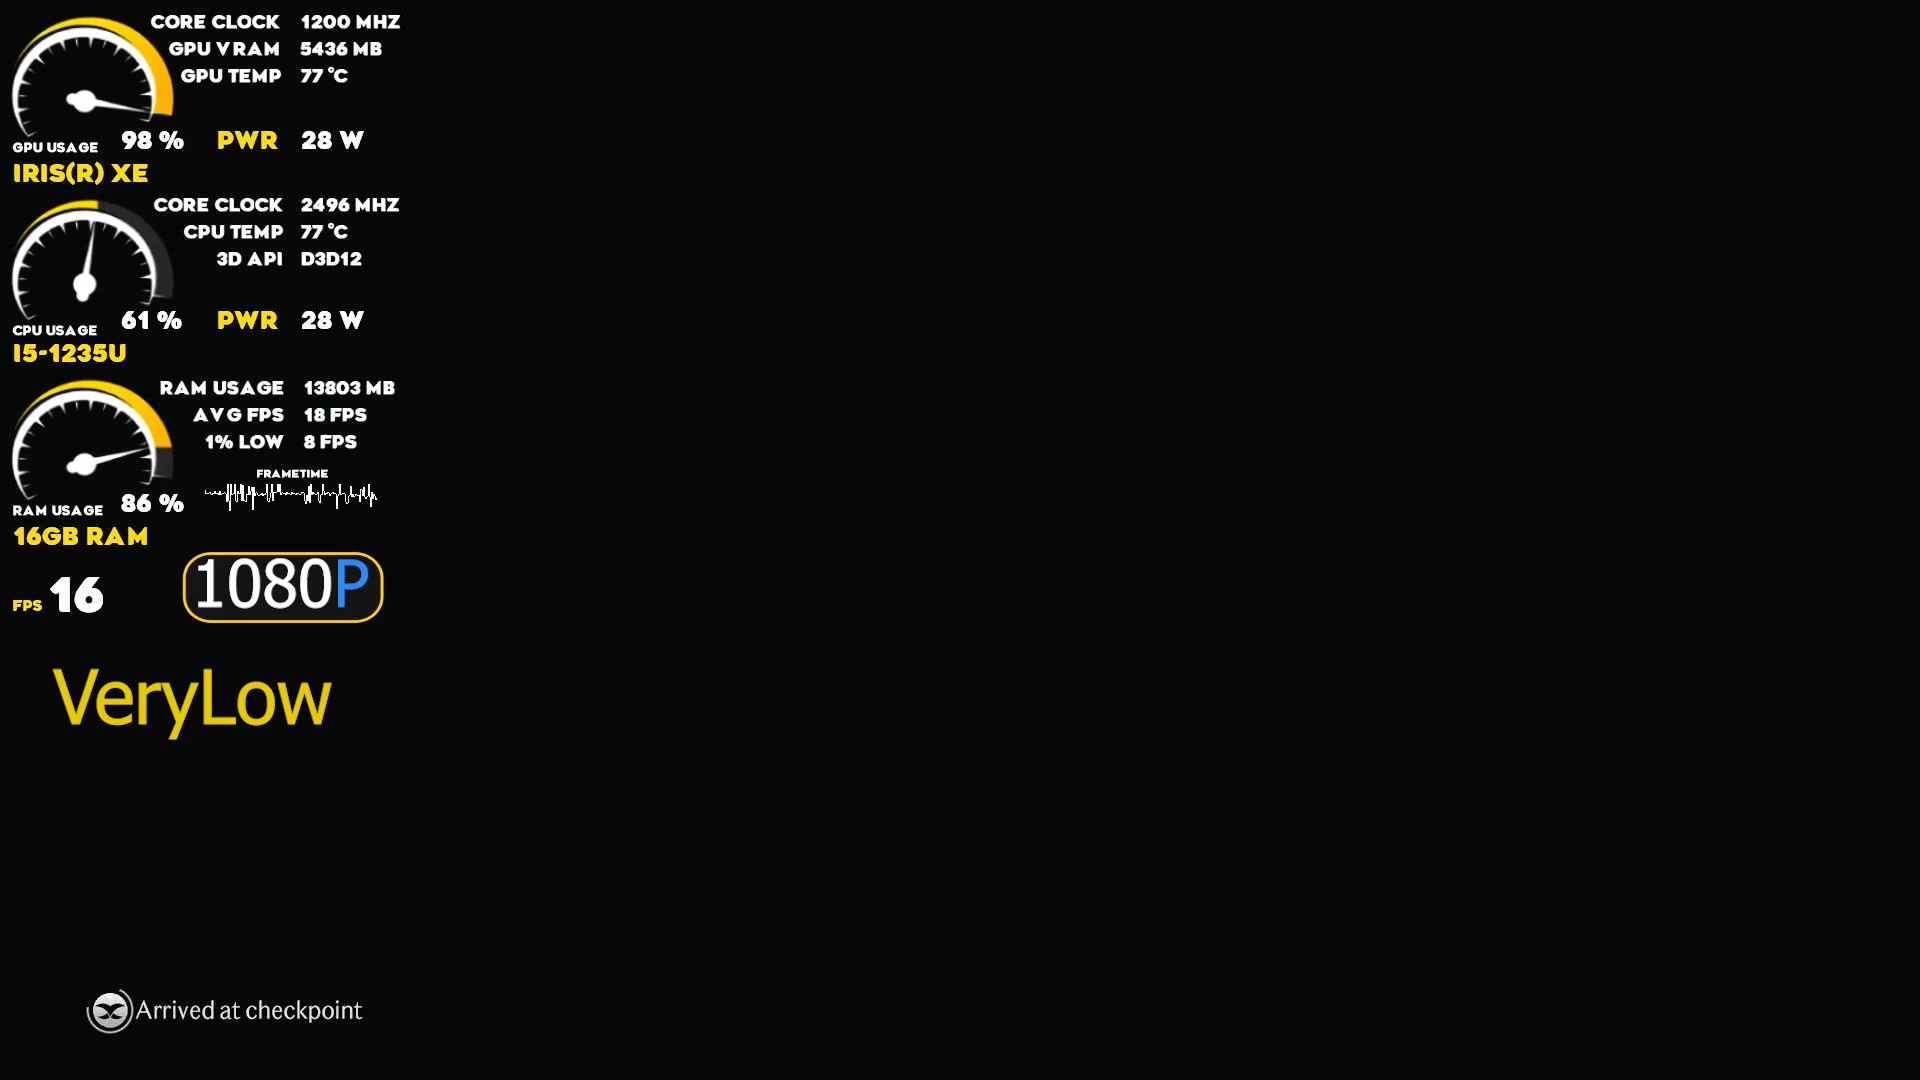 CORE CLOCK 1200 MHZ
GPU VRAM 5436 MB
GPU TEMP 77 °C
GPU USAGE 98 % PWR 28 W
IRIS(R) XE
CORE CLOCK 2496 MHZ
CPU TEMP 77 °C
3D API D3D12
CPU USAGE 61 % PWR 28 W
I5-1235U
RAM USAGE 13803 MB
AVG FPS 18 FPS
1% LOW 8 FPS
FRAMETIME
RAM USAGE 86 %
16GB RAM
FPS 16 1080P
VeryLow
Arrived at checkpoint